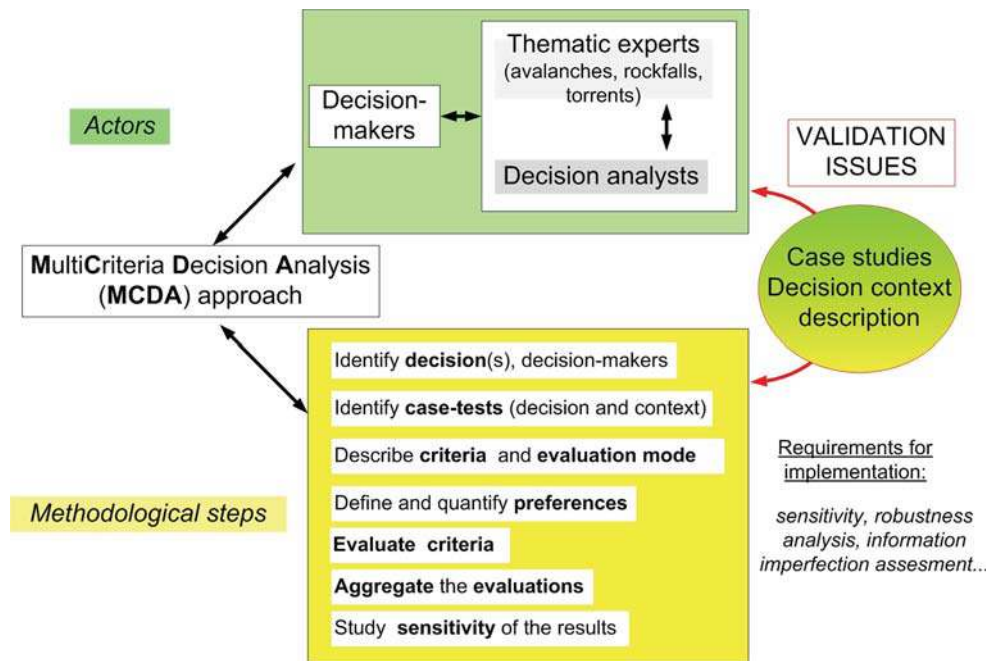 Actors
Decision-
makers
Thematic experts
(avalanches, rockfalls,
torrents)
Decision analysts
VALIDATION
ISSUES
Case studies
Decision context
description
MultiCriteria Decision Analysis
(MCDA) approach
Methodological steps
Identify decision(s), decision-makers
Identify case-tests (decision and context)
Describe criteria and evaluation mode
Define and quantify preferences
Evaluate criteria
Aggregate the evaluations
Study sensitivity of the results
Requirements for
implementation:
sensitivity, robustness
analysis, information
imperfection assesment...